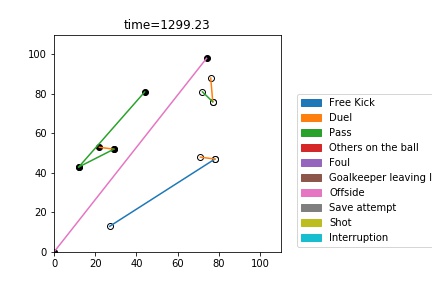 time=1299.23
100
80
60
40
20
0
0 20 40 60 80 100
Free Kick
Duel
Pass
Others on the ball
Foul
Goalkeeper leaving l
Offside
Save attempt
Shot
Interruption